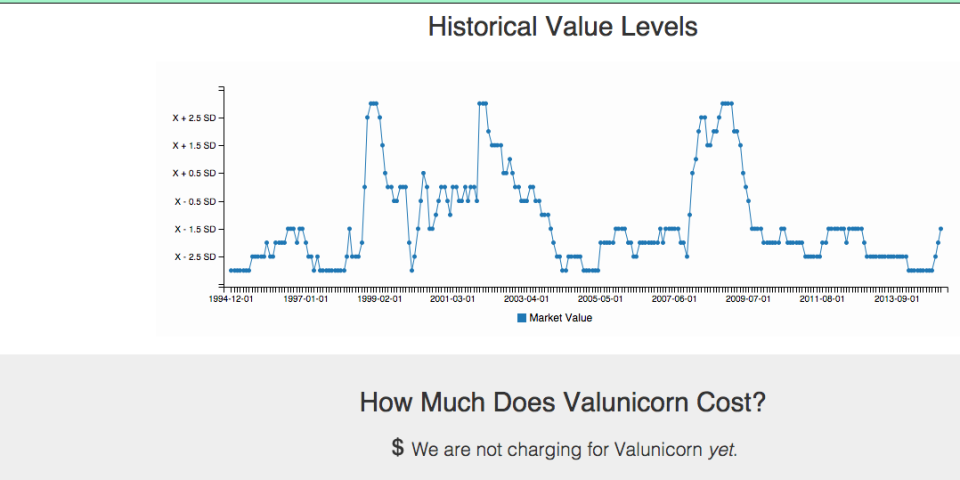 Historical Value Levels
X + 2.5 SD
X + 1.5 SD
X + 0.5 SD
X - 0.5 SD
X - 1.5 SD
X - 2.5 SD
1994-12-01 1997-01-01 1999-02-01 2001-03-01 2003-04-01 2005-05-01 2007-06-01 2009-07-01 2011-08-01 2013-09-01
Market Value
How Much Does Valunicorn Cost?
$ We are not charging for Valunicorn yet.